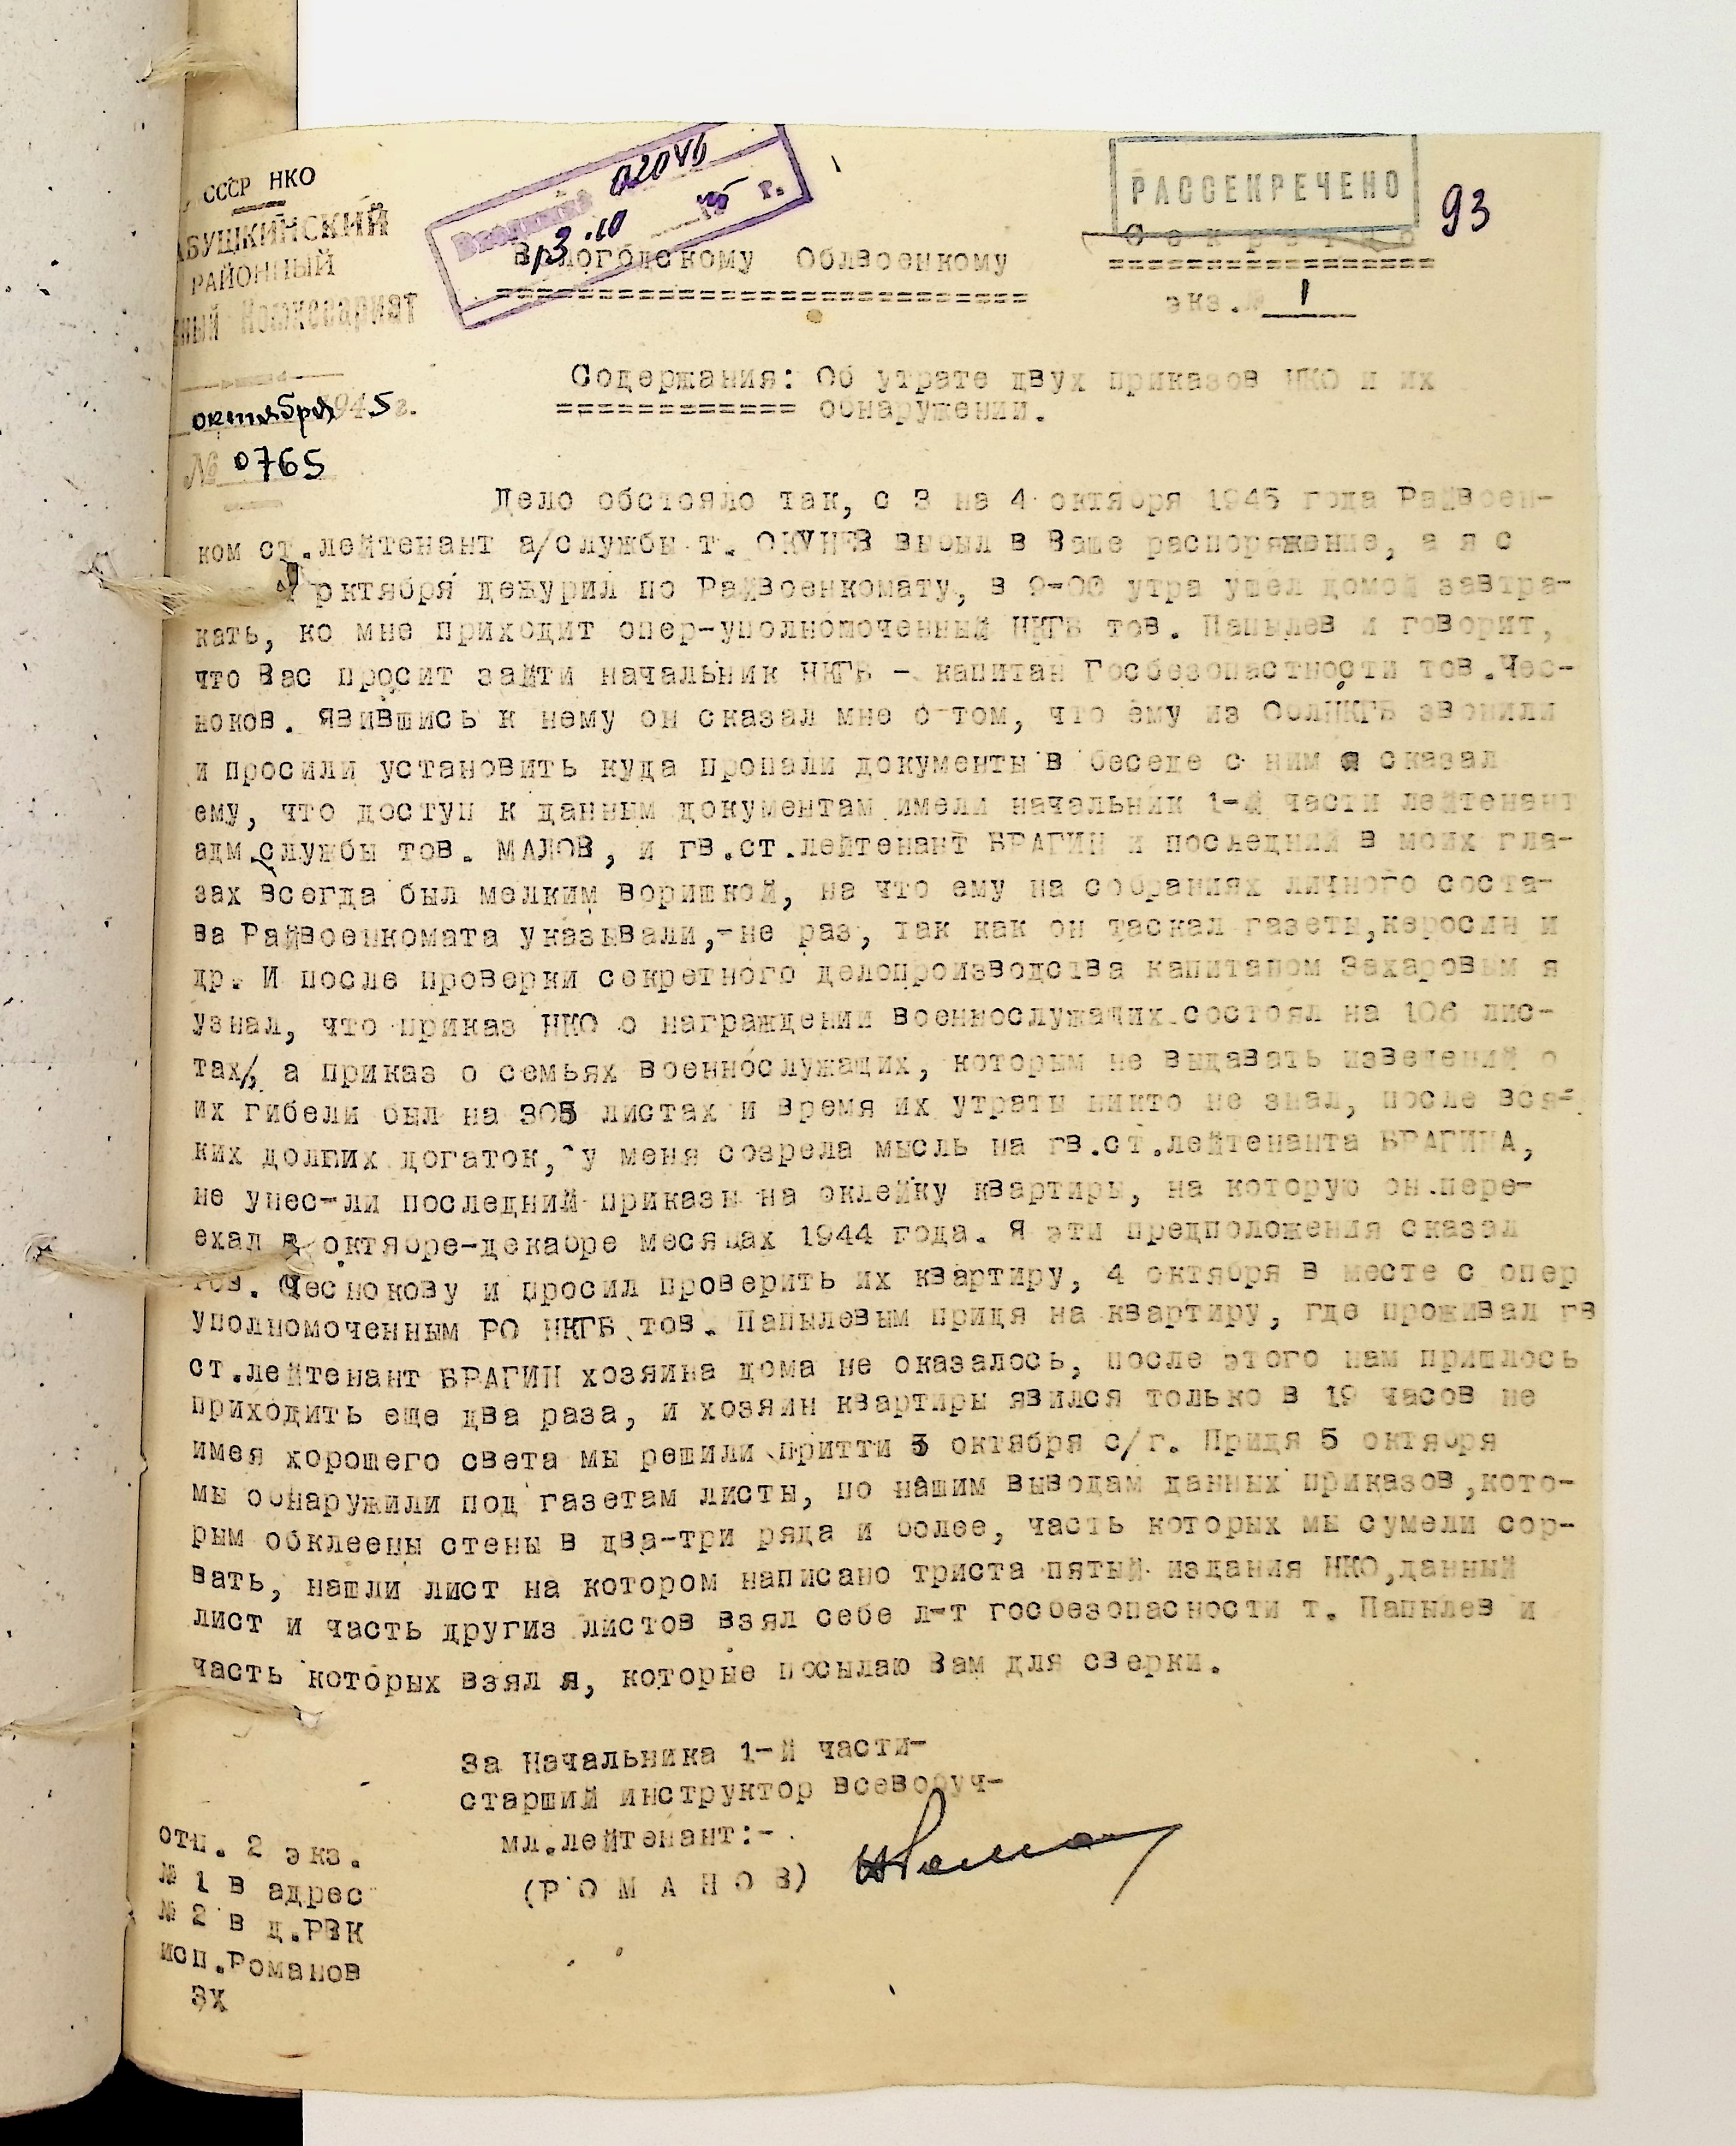 СССР НКО
АБУШКИНСКИЙ
РАЙОННЫЙ
ный Комиссариат
октября 1945 г.
№ 0765
Входящий 02046
13.10 45 г.
РАССЕКРЕЧЕНО
93
Секретно
экз.№ 1
Вологодскому Облвоенкому
Содержания: Об утрате двух приказов НКО и их
обнаружении.
Дело обстояло так, с 3 на 4 октября 1945 года Райвоен-
ком ст.лейтенант а/службы т. ОКУНЕВ выбыл в Ваше распоряжение, а я с
октября дежурил по Райвоенкомату, в 9-00 утра ушел домой завтра-
кать, ко мне приходит опер-уполномоченный НКГБ тов. Папылев и говорит,
что Вас просит зайти начальник НКГБ - капитан Госбезопастности тов.Чес-
ноков. Явившись к нему он сказал мне о том, что ему из ОблНКГБ звонили
и просили установить куда пропали документы в беседе с ним я сказал
ему, что доступ к данным документам имели начальник 1-й части лейтенант
адм.службы тов. МАЛОВ, и гв.ст.лейтенант БРАГИН и последний в моих гла-
зах всегда был мелким воришкой, на что ему на собраниях личного соста-
ва Райвоенкомата указывали,-не раз, так как он таскал газеты,керосин и
др. И после проверки секретного делопроизводства капитаном Захаровым я
узнал, что приказ НКО о награждении военнослужащих состоял на 106 лис-
тах/, а приказ о семьях военнослужащих, которым не выдавать изведений о
их гибели был на 305 листах и время их утраты никто не знал, после вся-
ких долгих догаток, у меня созрела мысль на гв.ст.лейтенанта БРАГИНА,
не унес-ли последний приказы на оклейку квартиры, на которую он пере-
ехал в октябре-декабре месяцах 1944 года. Я эти предположения сказал
тов. Чеснокову и просил проверить их квартиру, 4 октября в месте с опер
уполномоченным РО НКГБ тов. Папылевым придя на квартиру, где проживал гв
ст.лейтенант БРАГИН хозяина дома не оказалось, после этого нам пришлось
приходить еще два раза, и хозяин квартиры явился только в 19 часов не
имея хорошего света мы решили притти 5 октября с/г. Придя 5 октября
мы обнаружили под газетам листы, по нашим выводам данных приказов,кото-
рым обклеены стены в два-три ряда и более, часть которых мы сумели сор-
вать, нашли лист на котором написано триста пятый издания НКО,данный
лист и часть другиз листов взял себе л-т госбезопасности т. Папылев и
часть которых взял я, которые посылаю Вам для сверки.
За Начальника 1-й части-
старший инструктор всевобуч-
мл.лейтенант:-
(Р О М А Н О В)
отп. 2 экз.
№ 1 в адрес
№ 2 в д.РВК
исп.Романов
ЗХ